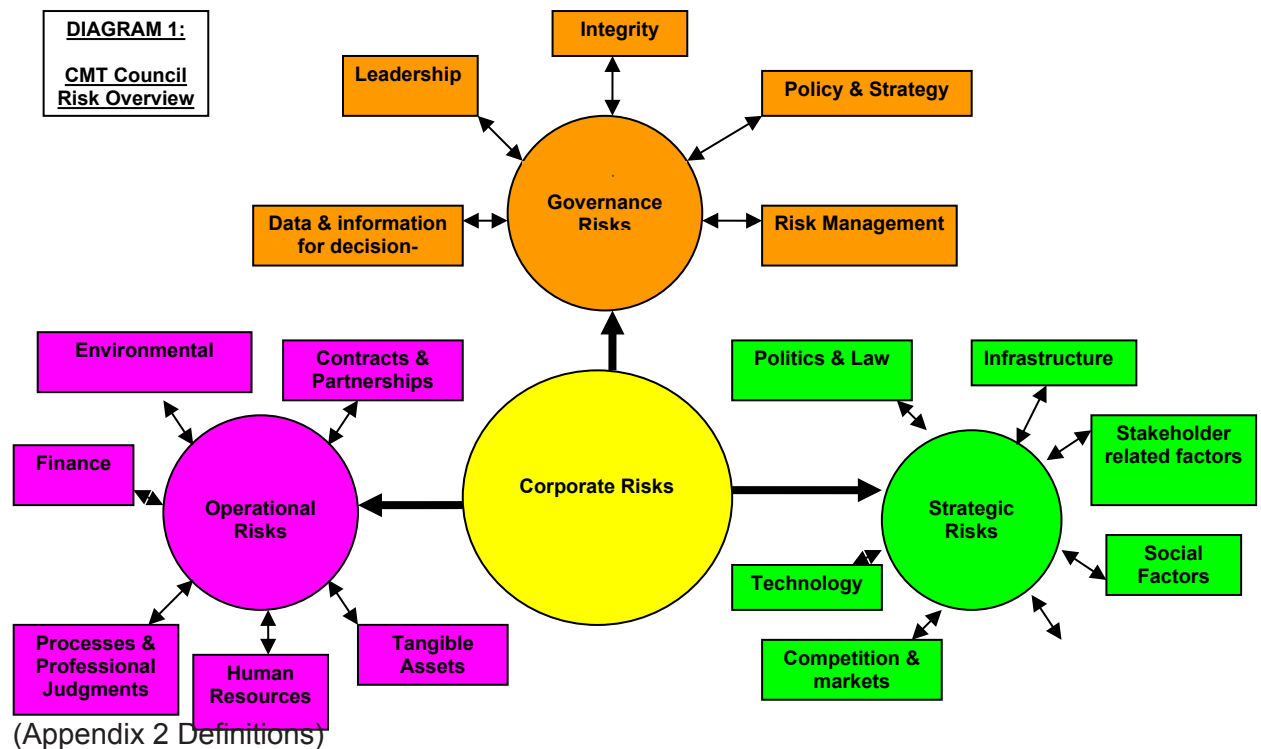 DIAGRAM 1:
CMT Council
Risk Overview
Integrity
Leadership
Policy & Strategy
Governance
Risks
Data & information
for decision-
Risk Management
Environmental
Contracts &
Partnerships
Politics & Law
Infrastructure
Finance
Stakeholder
related factors
Corporate Risks
Operational
Risks
Strategic
Risks
Technology
Social
Factors
Processes &
Professional
Judgments
Human
Resources
Tangible
Assets
Competition &
markets
(Appendix 2 Definitions)